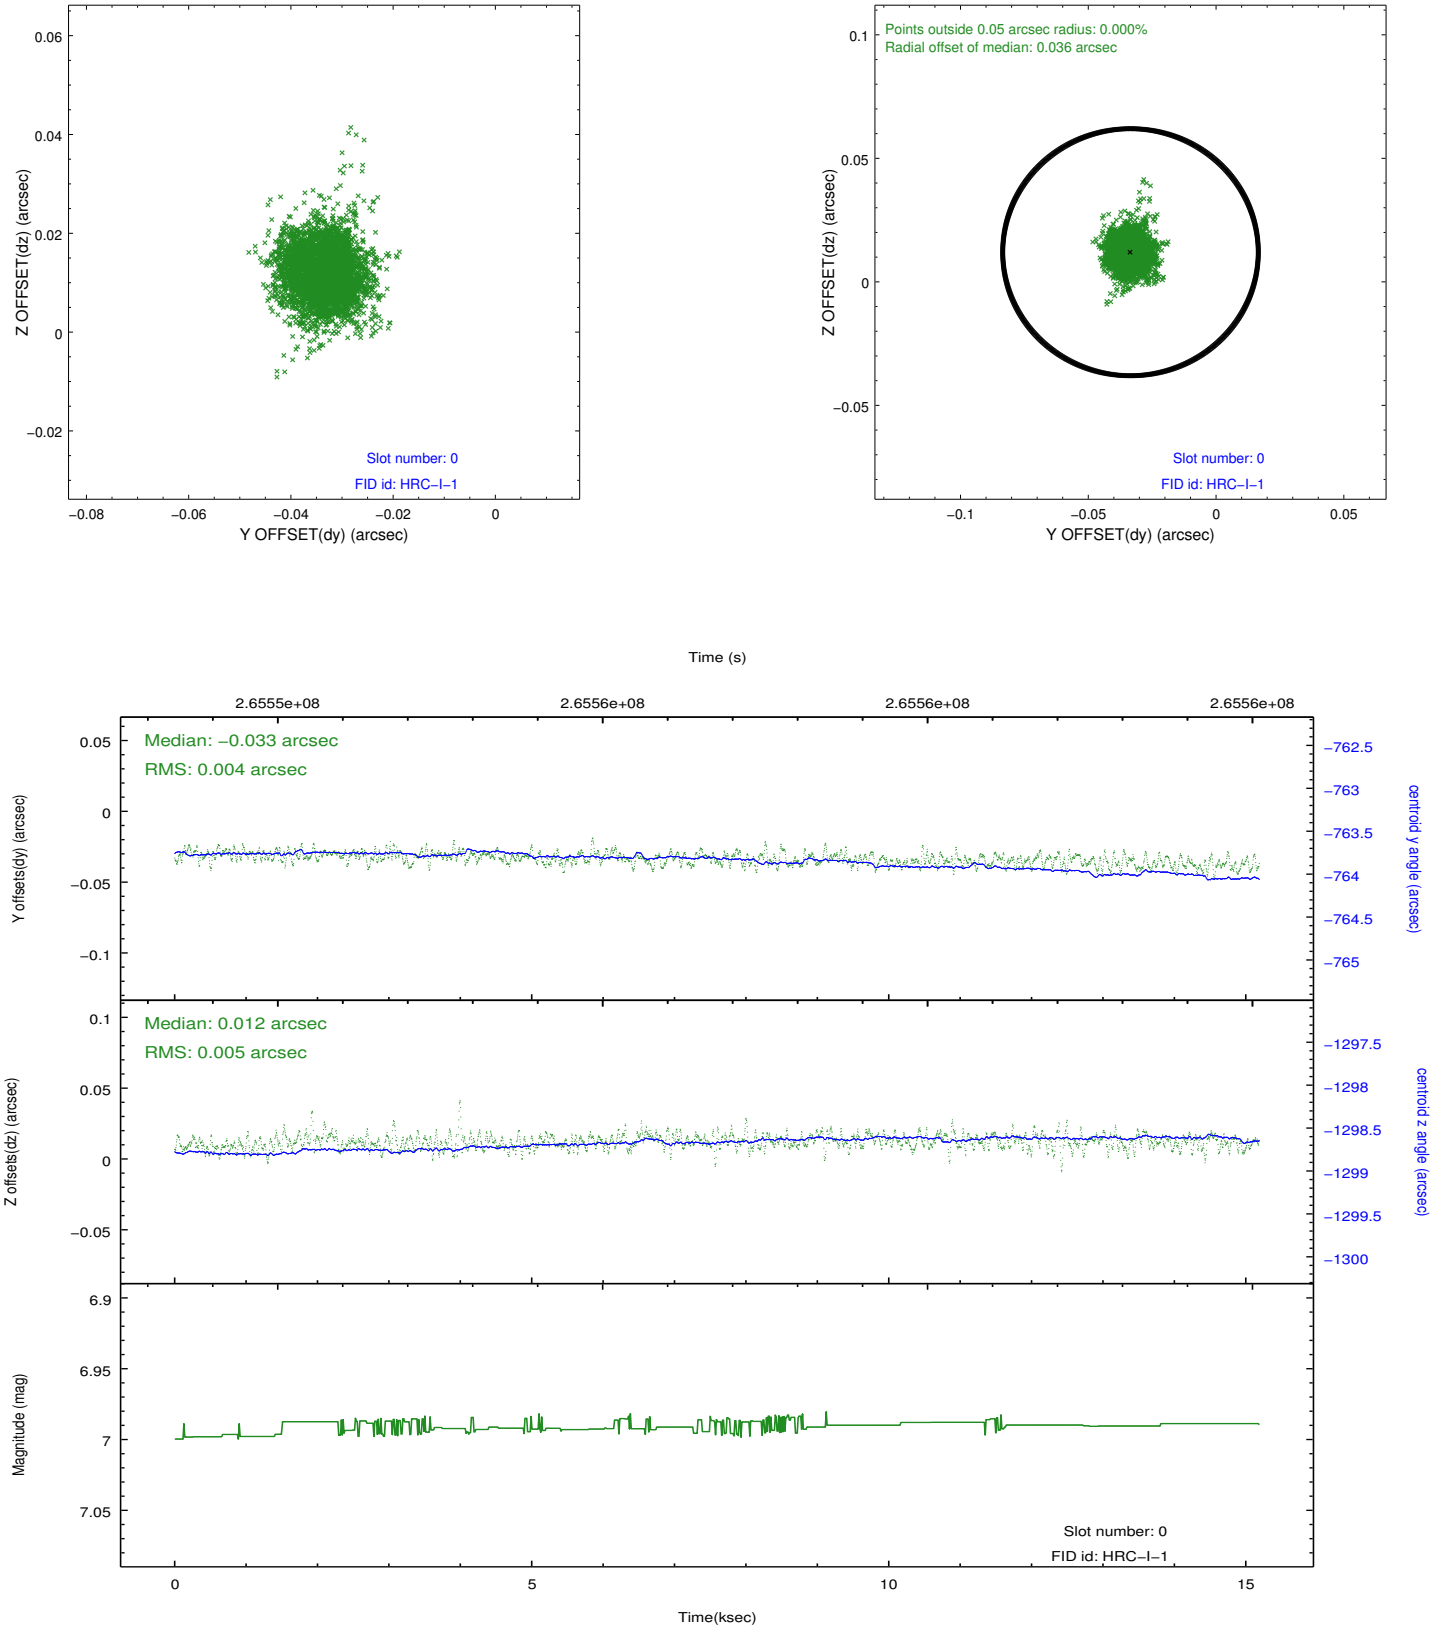 0.06
0.04
0.02
0
−0.02
Z OFFSET(dz) (arcsec)
Slot number: 0
FID id: HRC−I−1
−0.08
−0.06
−0.04
−0.02
0
Y OFFSET(dy) (arcsec)
Points outside 0.05 arcsec radius: 0.000%
Radial offset of median: 0.036 arcsec
0.1
0.05
0
−0.05
Z OFFSET(dz) (arcsec)
Slot number: 0
FID id: HRC−I−1
−0.1
−0.05
0
0.05
Y OFFSET(dy) (arcsec)
Time (s)
2.6555e+08
2.6556e+08
2.6556e+08
2.6556e+08
Median: −0.033 arcsec
RMS: 0.004 arcsec
0.05
0
−0.05
−0.1
Y offsets(dy) (arcsec)
−762.5
−763
−763.5
−764
−764.5
−765
centroid y angle (arcsec)
Median: 0.012 arcsec
RMS: 0.005 arcsec
0.1
0.05
0
−0.05
Z offsets(dz) (arcsec)
−1297.5
−1298
−1298.5
−1299
−1299.5
−1300
centroid z angle (arcsec)
6.9
6.95
7
7.05
Magnitude (mag)
Slot number: 0
FID id: HRC−I−1
0
5
10
15
Time(ksec)